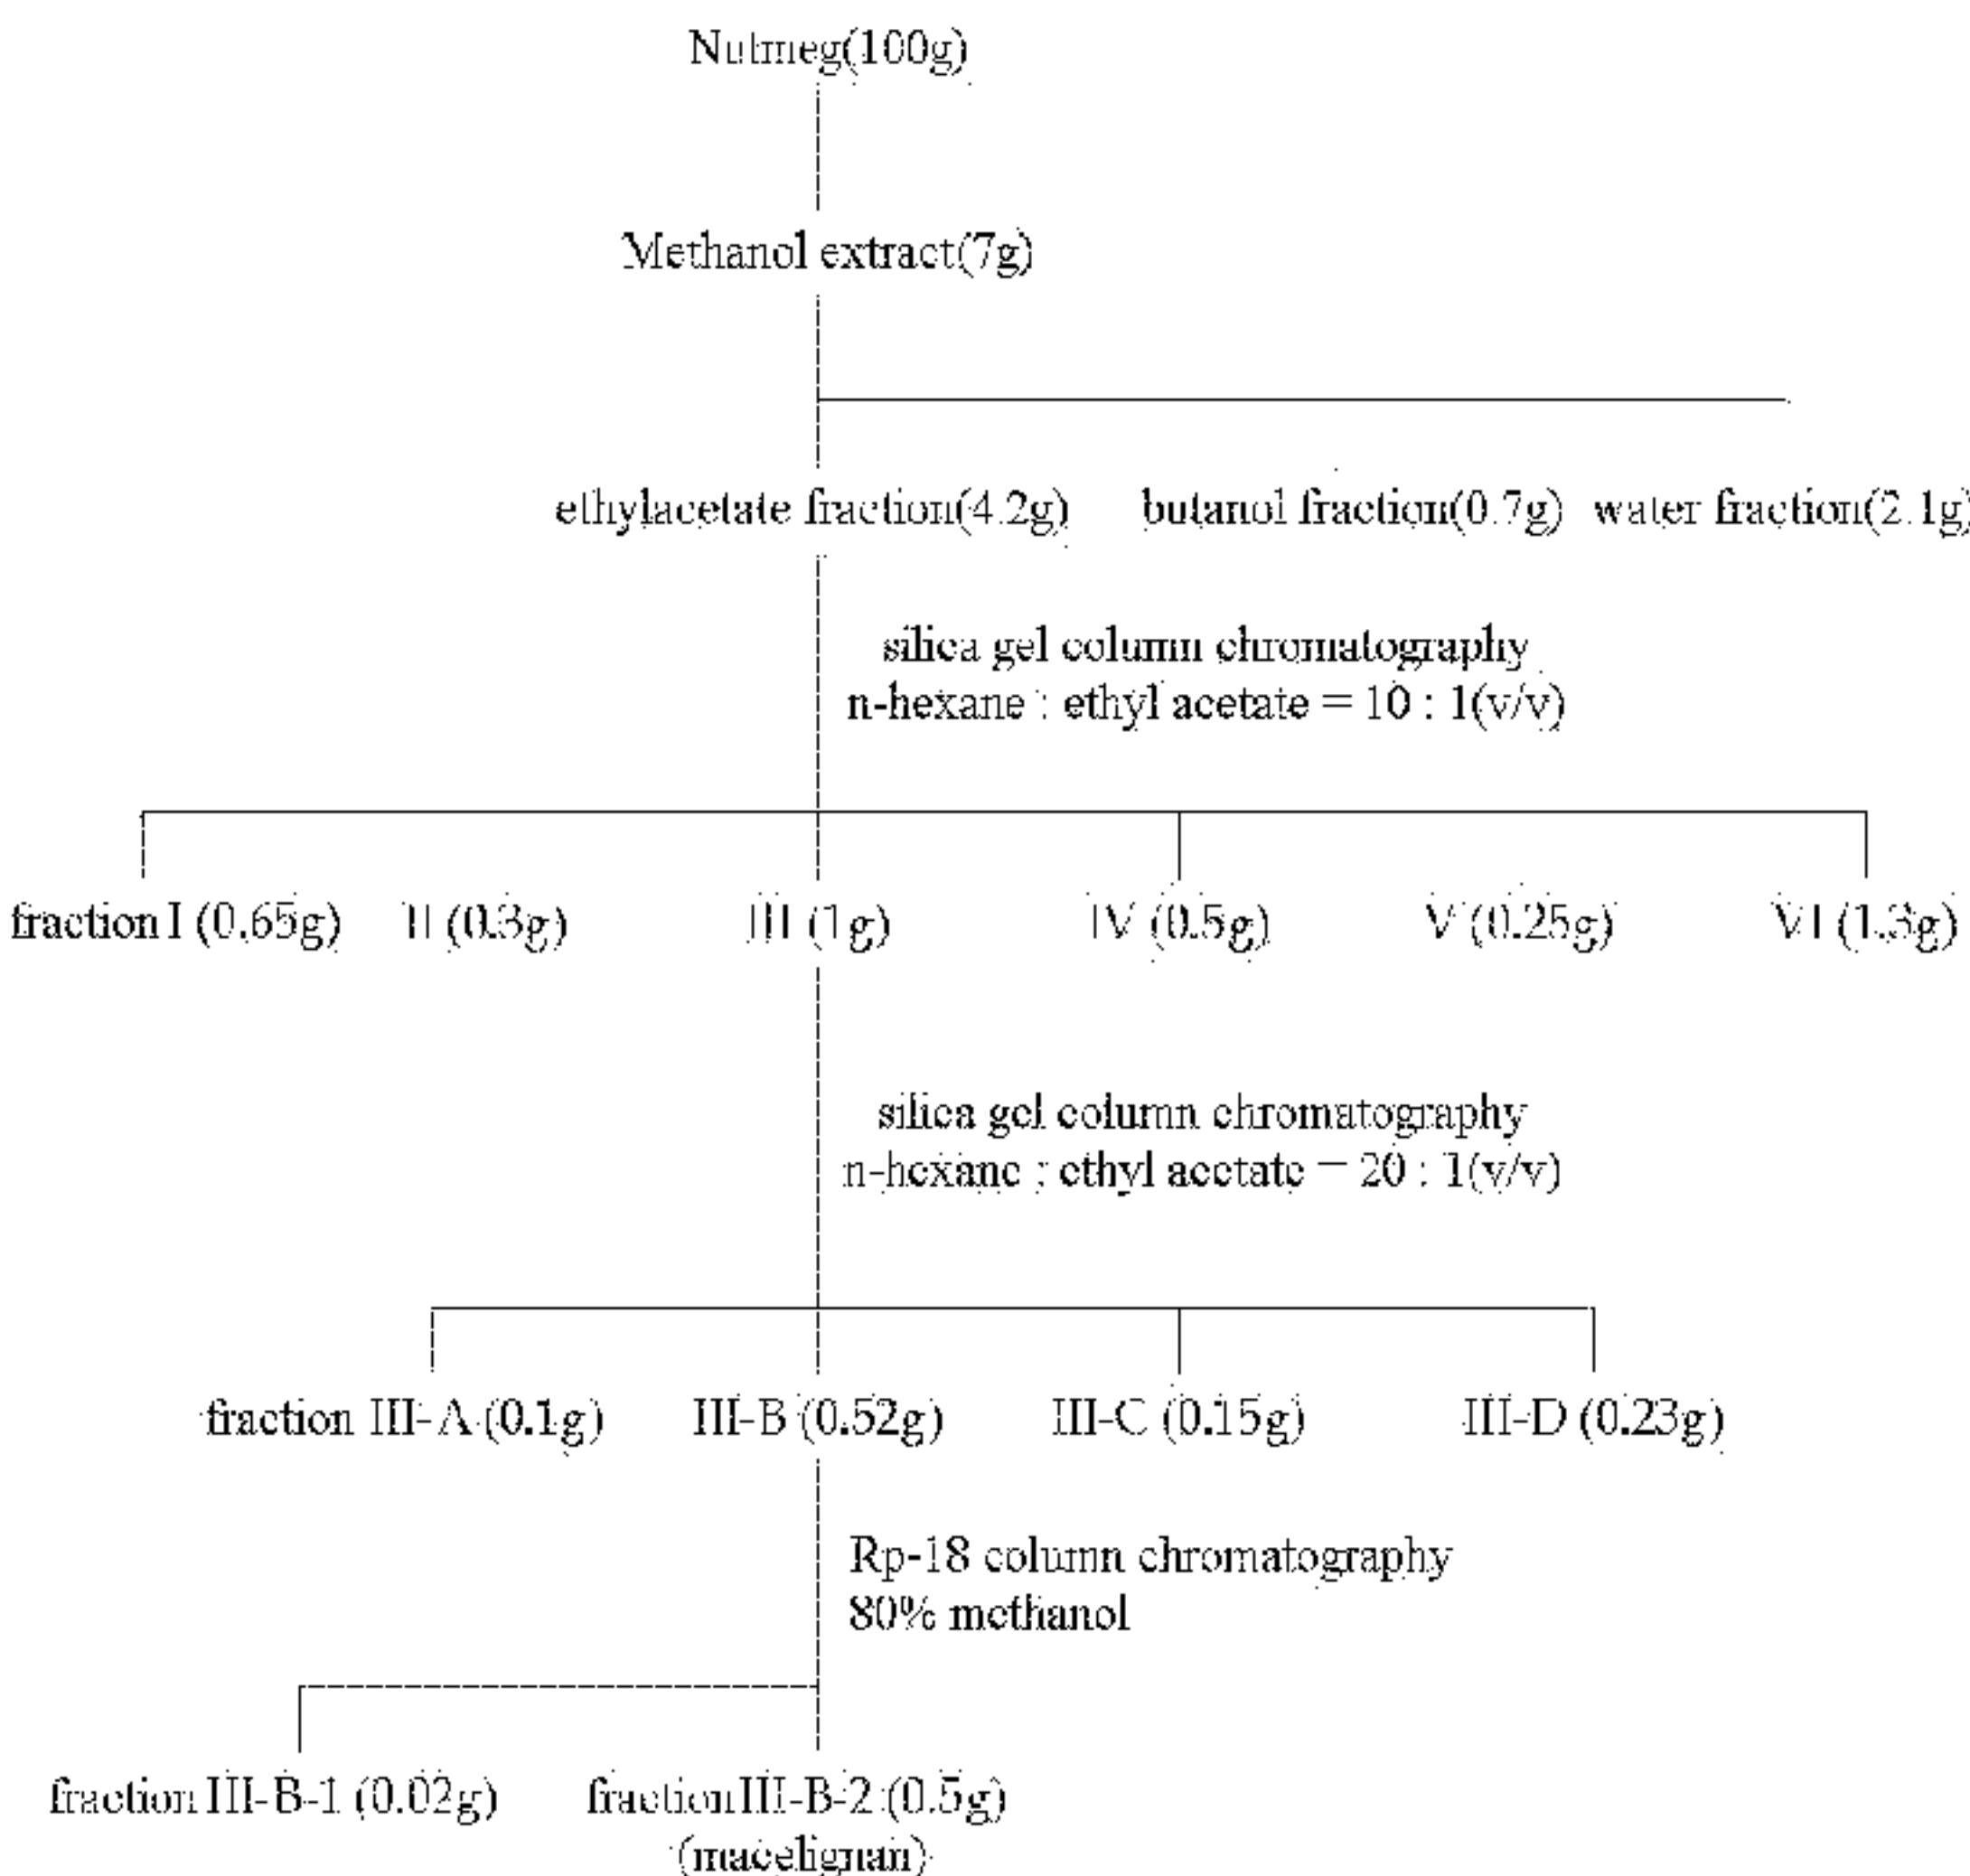 Nutmeg(100g)
Methanol extract(7g)
ethylacetate fraction(4.2g) butanol fraction(0.7g) water fraction(2.1g)
silica gel column chromatography
n-hexane : ethyl acetate = 10 : 1(v/v)
fraction I (0.65g) II (0.3g) III (1g) IV (0.5g) V (0.25g) VI (1.3g)
silica gel column chromatography
n-hexane : ethyl acetate = 20 : 1(v/v)
fraction III-A (0.1g) III-B (0.52g) III-C (0.15g) III-D (0.23g)
Rp-18 column chromatography
80% methanol
fraction III-B-1 (0.02g) fraction III-B-2 (0.5g)
(macelignan)